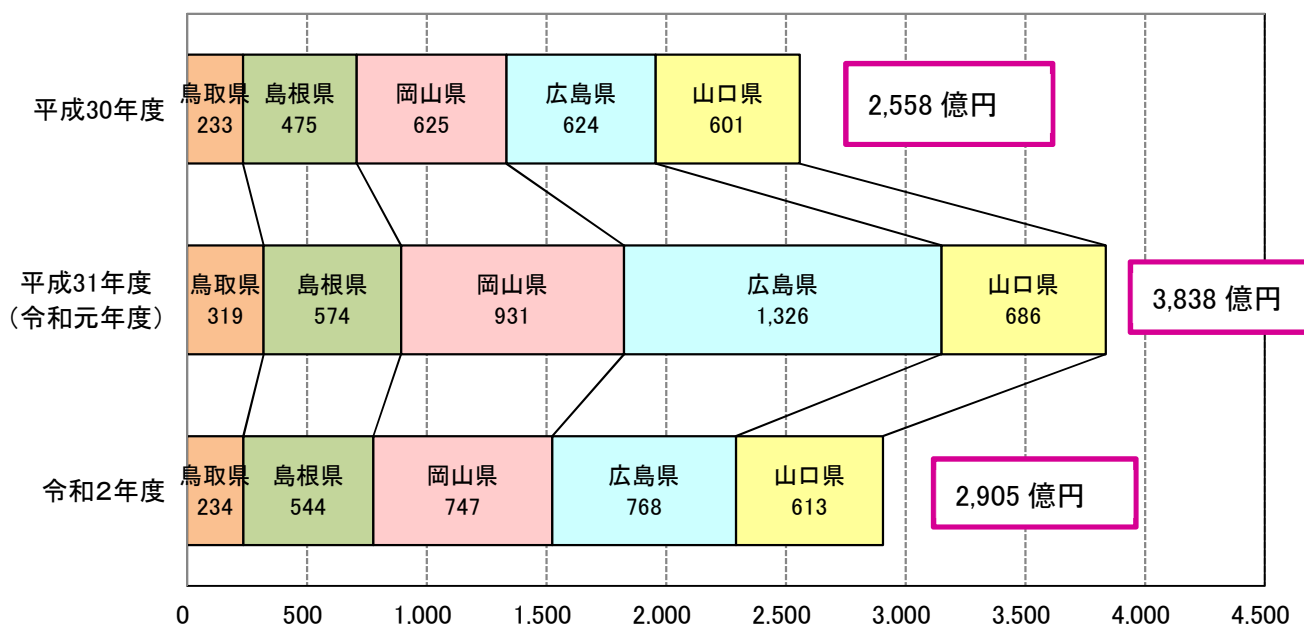 平成30年度
鳥取県
233
島根県
475
岡山県
625
広島県
624
山口県
601
2,558 億円
平成31年度
（令和元年度）
鳥取県
319
島根県
574
岡山県
931
広島県
1,326
山口県
686
3,838 億円
令和２年度
鳥取県
234
島根県
544
岡山県
747
広島県
768
山口県
613
2,905 億円
0 500 1,000 1,500 2,000 2,500 3,000 3,500 4,000 4,500